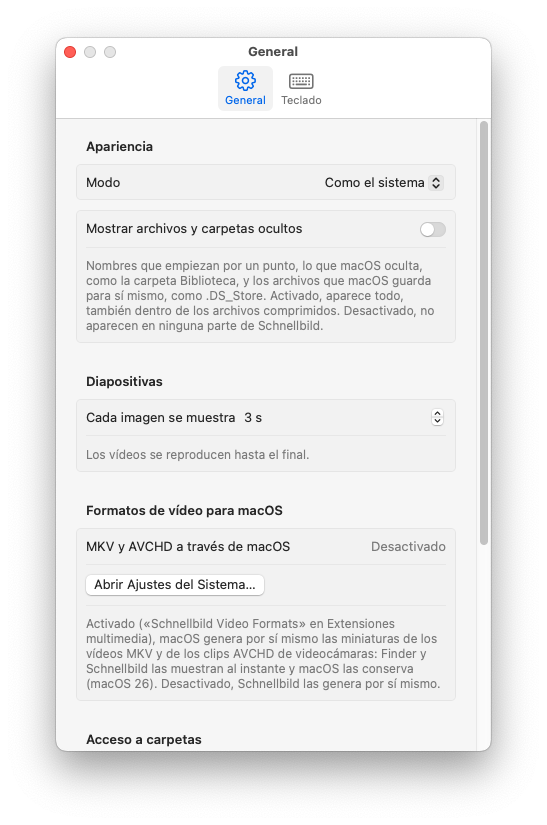 General
General
Teclado
Apariencia
Modo
Como el sistema
Mostrar archivos y carpetas ocultos
Nombres que empiezan por un punto, lo que macOS oculta,
como la carpeta Biblioteca, y los archivos que macOS guarda
para sí mismo, como .DS_Store. Activado, aparece todo,
también dentro de los archivos comprimidos. Desactivado, no
aparecen en ninguna parte de Schnellbild.
Diapositivas
Cada imagen se muestra 3 s
Los vídeos se reproducen hasta el final.
Formatos de vídeo para macOS
MKV y AVCHD a través de macOS
Desactivado
Abrir Ajustes del Sistema...
Activado («Schnellbild Video Formats» en Extensiones
multimedia), macOS genera por sí mismo las miniaturas de los
vídeos MKV y de los clips AVCHD de videocámaras: Finder y
Schnellbild las muestran al instante y macOS las conserva
(macOS 26). Desactivado, Schnellbild las genera por sí mismo.
Acceso a carpetas